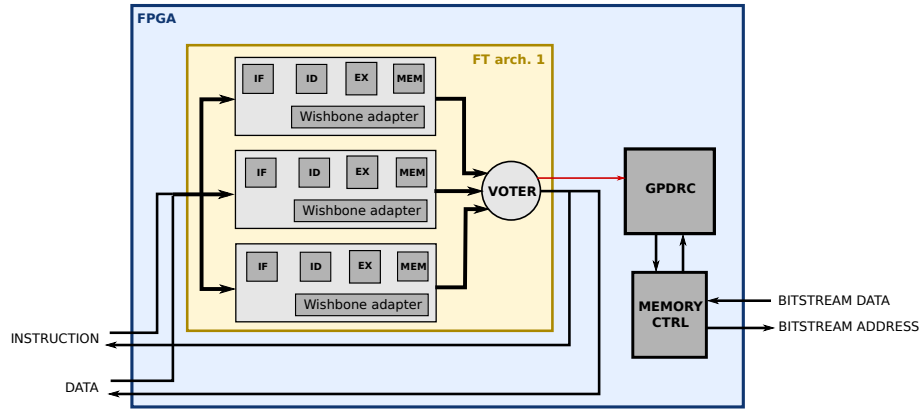 FPGA
FT arch. 1
IF ID EX MEM
Wishbone adapter
IF ID EX MEM
Wishbone adapter
IF ID EX MEM
Wishbone adapter
VOTER
GPDRC
MEMORY
CTRL
BITSTREAM DATA
BITSTREAM ADDRESS
INSTRUCTION
DATA